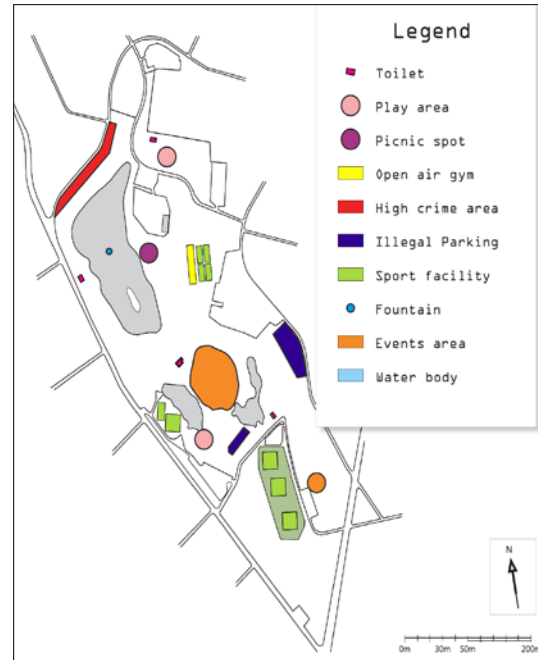 Legend
Toilet
Play area
Picnic spot
Open air gym
High crime area
Illegal Parking
Sport facility
Fountain
Events area
Water body
N
0m 10m 30m 50m 200m